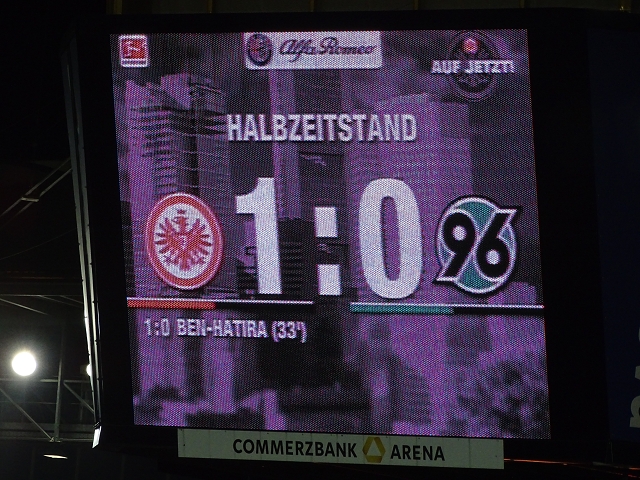 Alfa Romeo
AUF JETZT!
HALBZEITSTAND
1:0
96
1:0 BEN-HATIRA (33')
COMMERZBANK ARENA